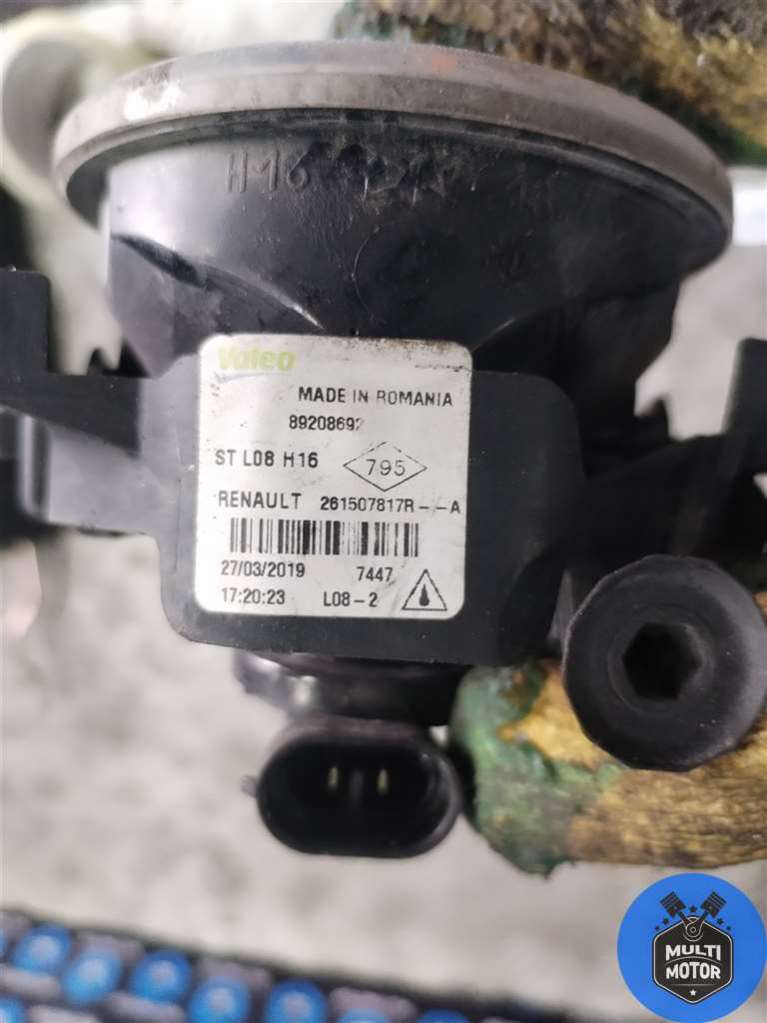 H16
Valeo
MADE IN ROMANIA
89208692
ST L08 H16 795
RENAULT 261507817R--A
27/03/2019 7447
17:20:23 L08-2
MULTI
MOTOR